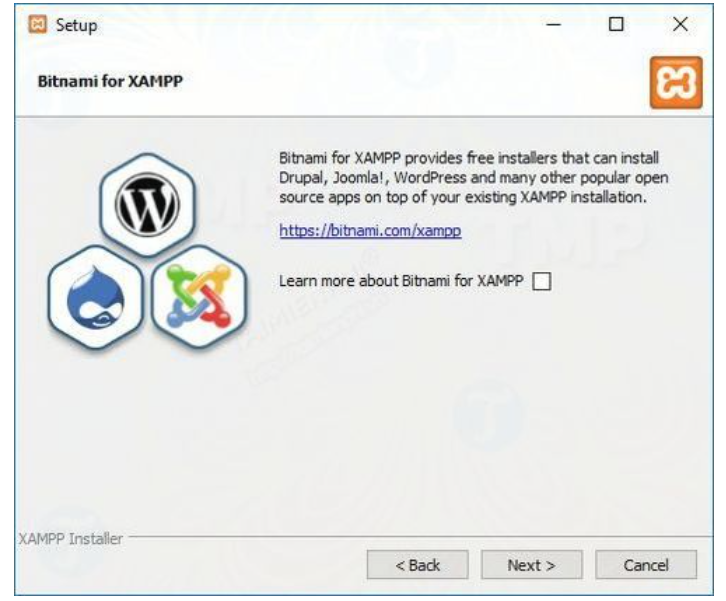 Setup
Bitnami for XAMPP
Bitnami for XAMPP provides free installers that can install
Drupal, Joomla!, WordPress and many other popular open
source apps on top of your existing XAMPP installation.
https://bitnami.com/xampp
Learn more about Bitnami for XAMPP
XAMPP Installer
< Back
Next >
Cancel